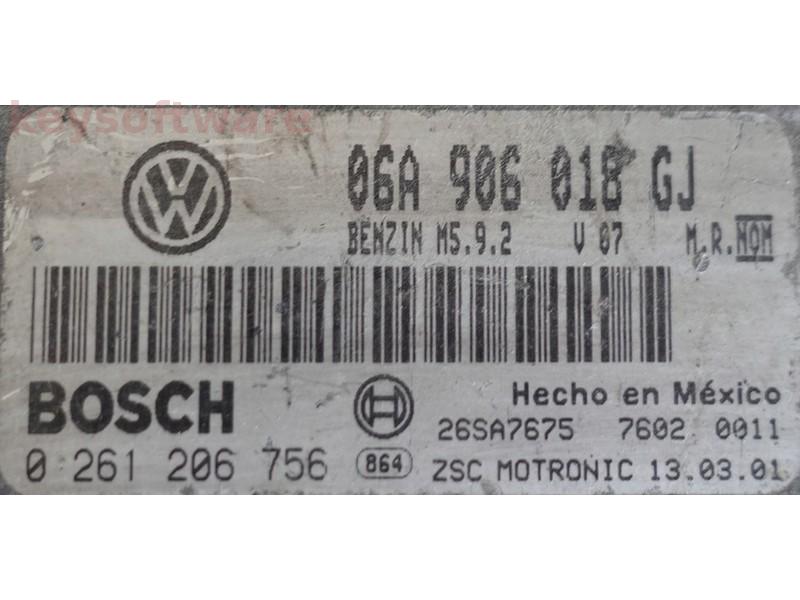 keysoftware
06A 906 018 GJ
BENZIN M5.9.2 V 07 M.R.NOM
BOSCH
Hecho en México
26SA7675 7602 0011
0 261 206 756 864 ZSC MOTRONIC 13.03.01